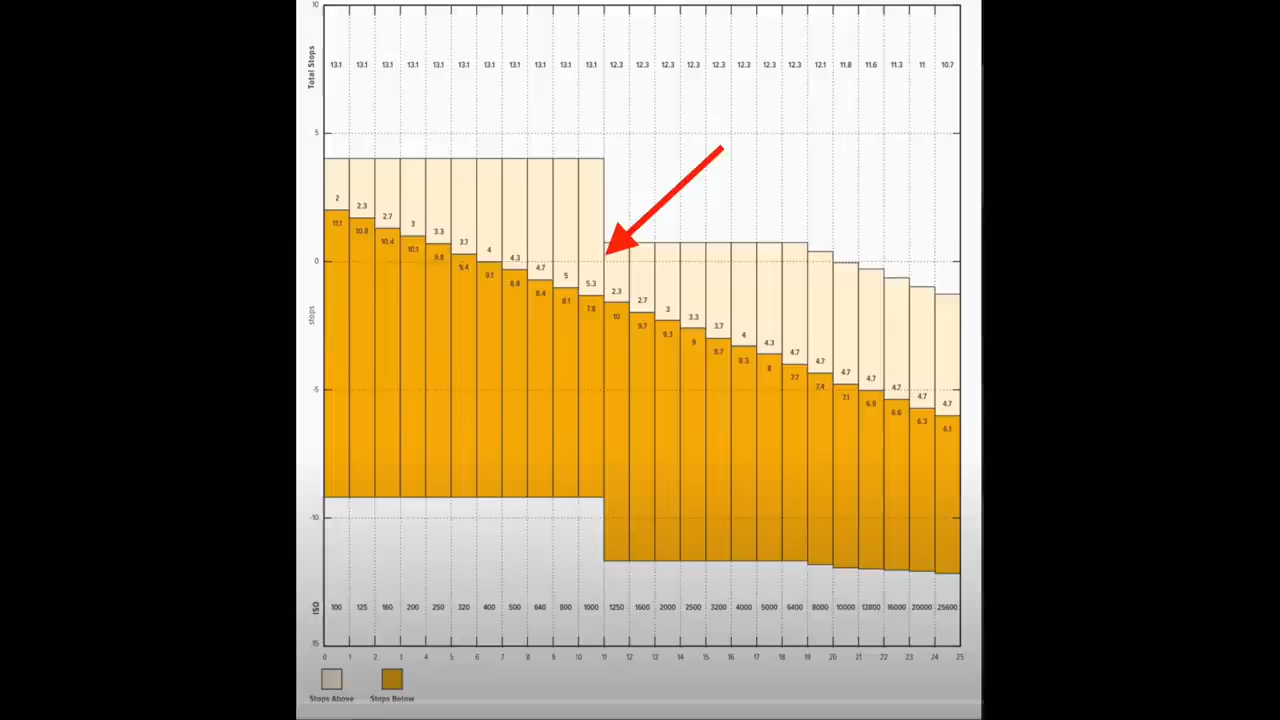 10
Total Stops
13.1 13.1 13.1 13.1 13.1 13.1 13.1 13.1 13.1 13.1 13.1 12.3 12.3 12.3 12.3 12.3 12.3 12.3 12.3 12.1 11.8 11.6 11.3 11 10.7
5
2 2.3 2.7 3 3.3 3.7 4 4.3 4.7 5 5.3 2.3 2.7 3 3.3 3.7 4 4.3 4.7 4.7 4.7 4.7 4.7 4.7 4.7
11.1 10.8 10.4 10.1 9.8 9.4 9.1 8.8 8.4 8.1 7.8 10 9.7 9.3 9 8.7 8.3 8 7.7 7.4 7.1 6.9 6.6 6.3 6.1
0
stops
-5
-10
ISO
100 125 160 200 250 320 400 500 640 800 1000 1250 1600 2000 2500 3200 4000 5000 6400 8000 10000 12800 16000 20000 25600
-15
0 1 2 3 4 5 6 7 8 9 10 11 12 13 14 15 16 17 18 19 20 21 22 23 24 25
Stops Above Stops Below